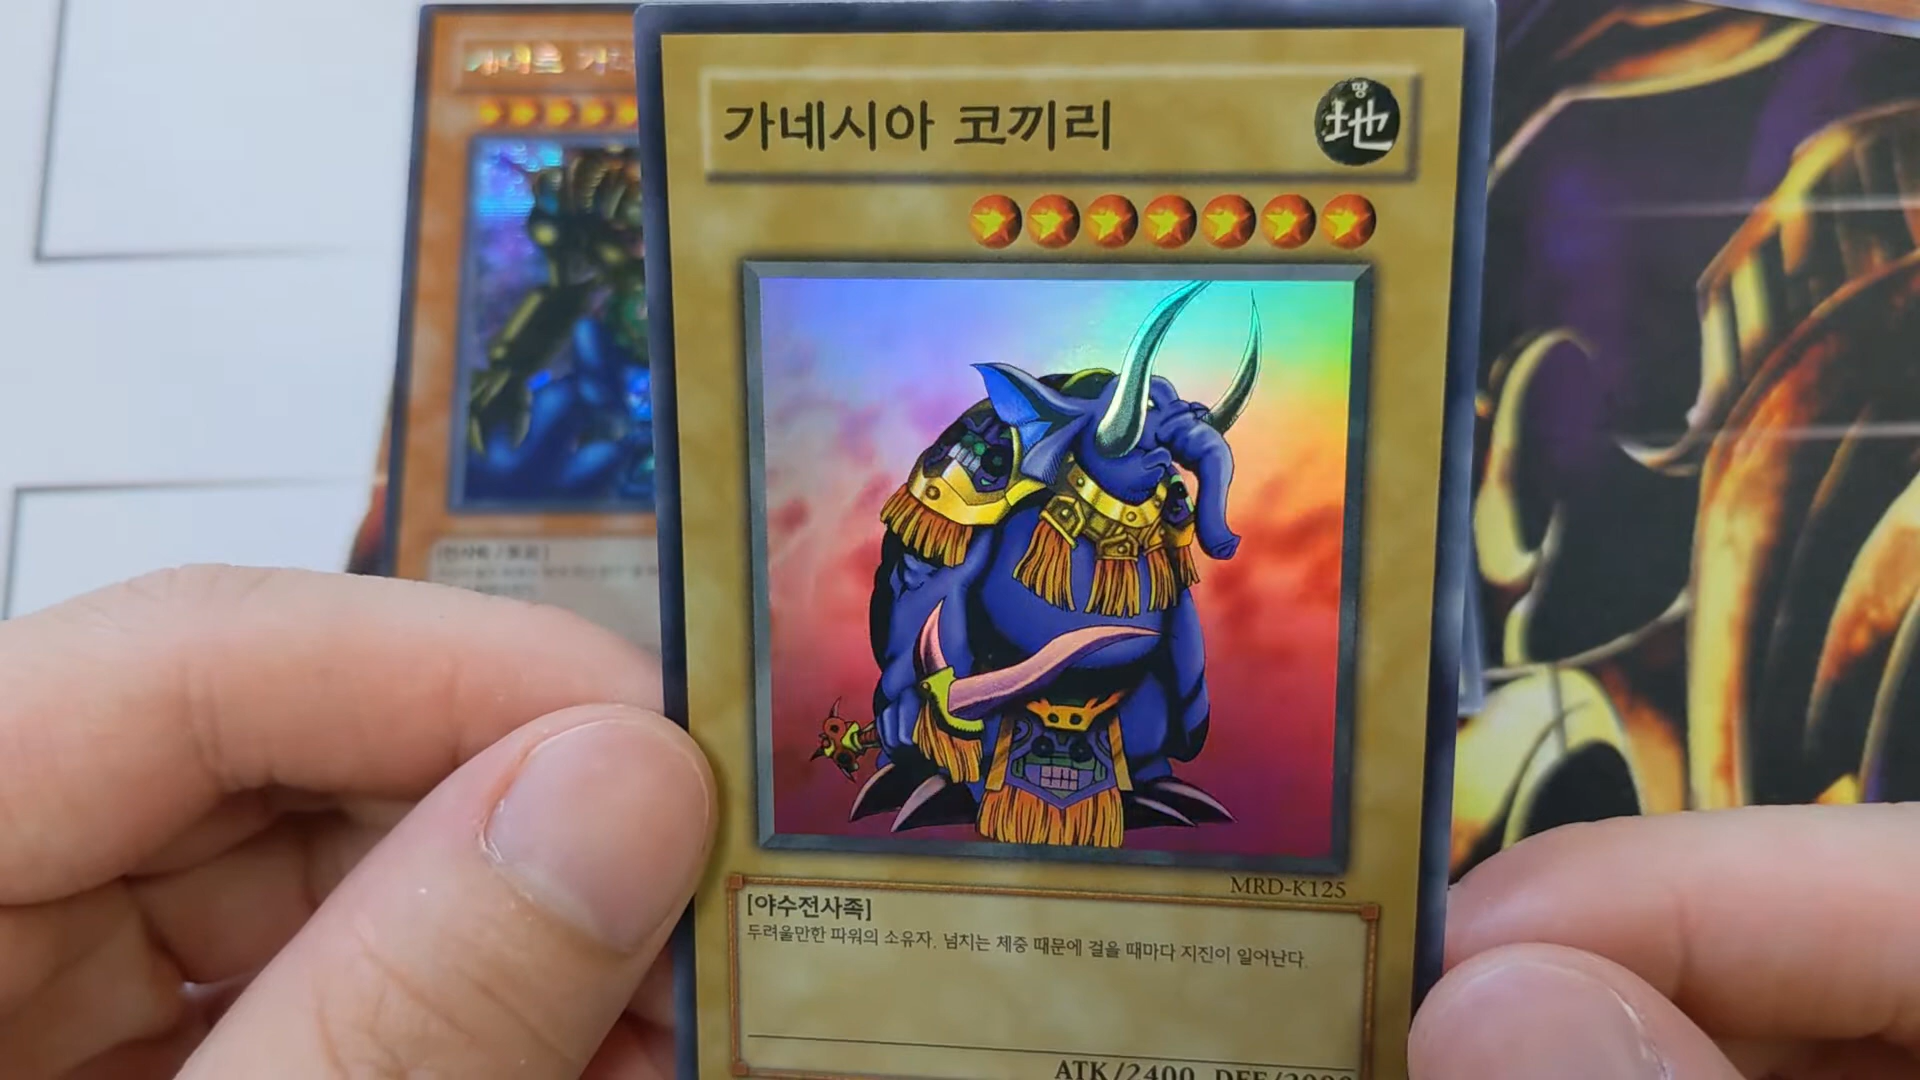 가네시아 코끼리
땅
地
MRD-K125
[야수전사족]
두려울만한 파워의 소유자. 넘치는 체중 때문에 걸을 때마다 지진이 일어난다.
ATK/2400 DEF/2000